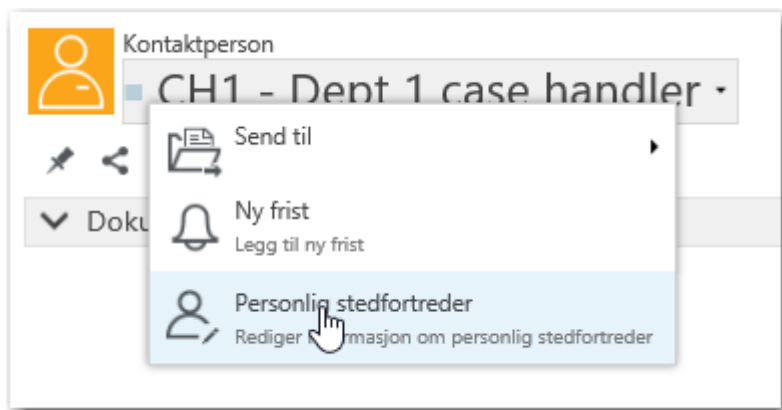 Kontaktperson
CH1 - Dept 1 case handler
Send til
Doku
Ny frist
Legg til ny frist
Personlig stedfortreder
Rediger masjon om personlig stedfortreder